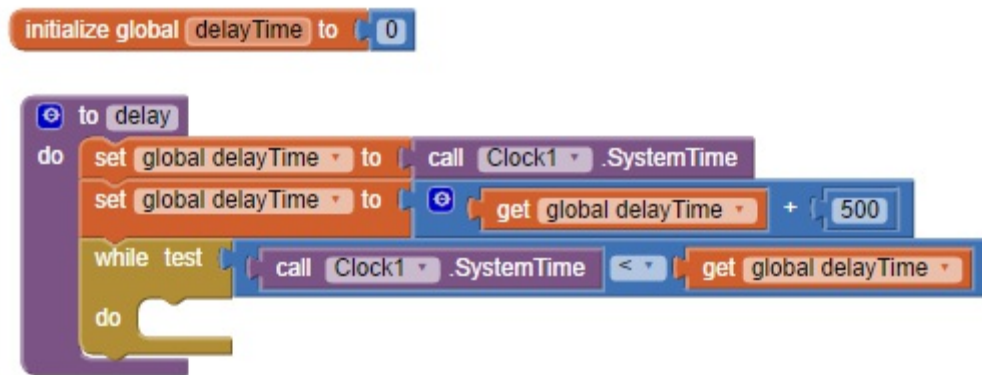 initialize global delayTime to 0
to delay
do set global delayTime to call Clock1 .SystemTime
set global delayTime to get global delayTime + 500
while test call Clock1 .SystemTime < get global delayTime
do